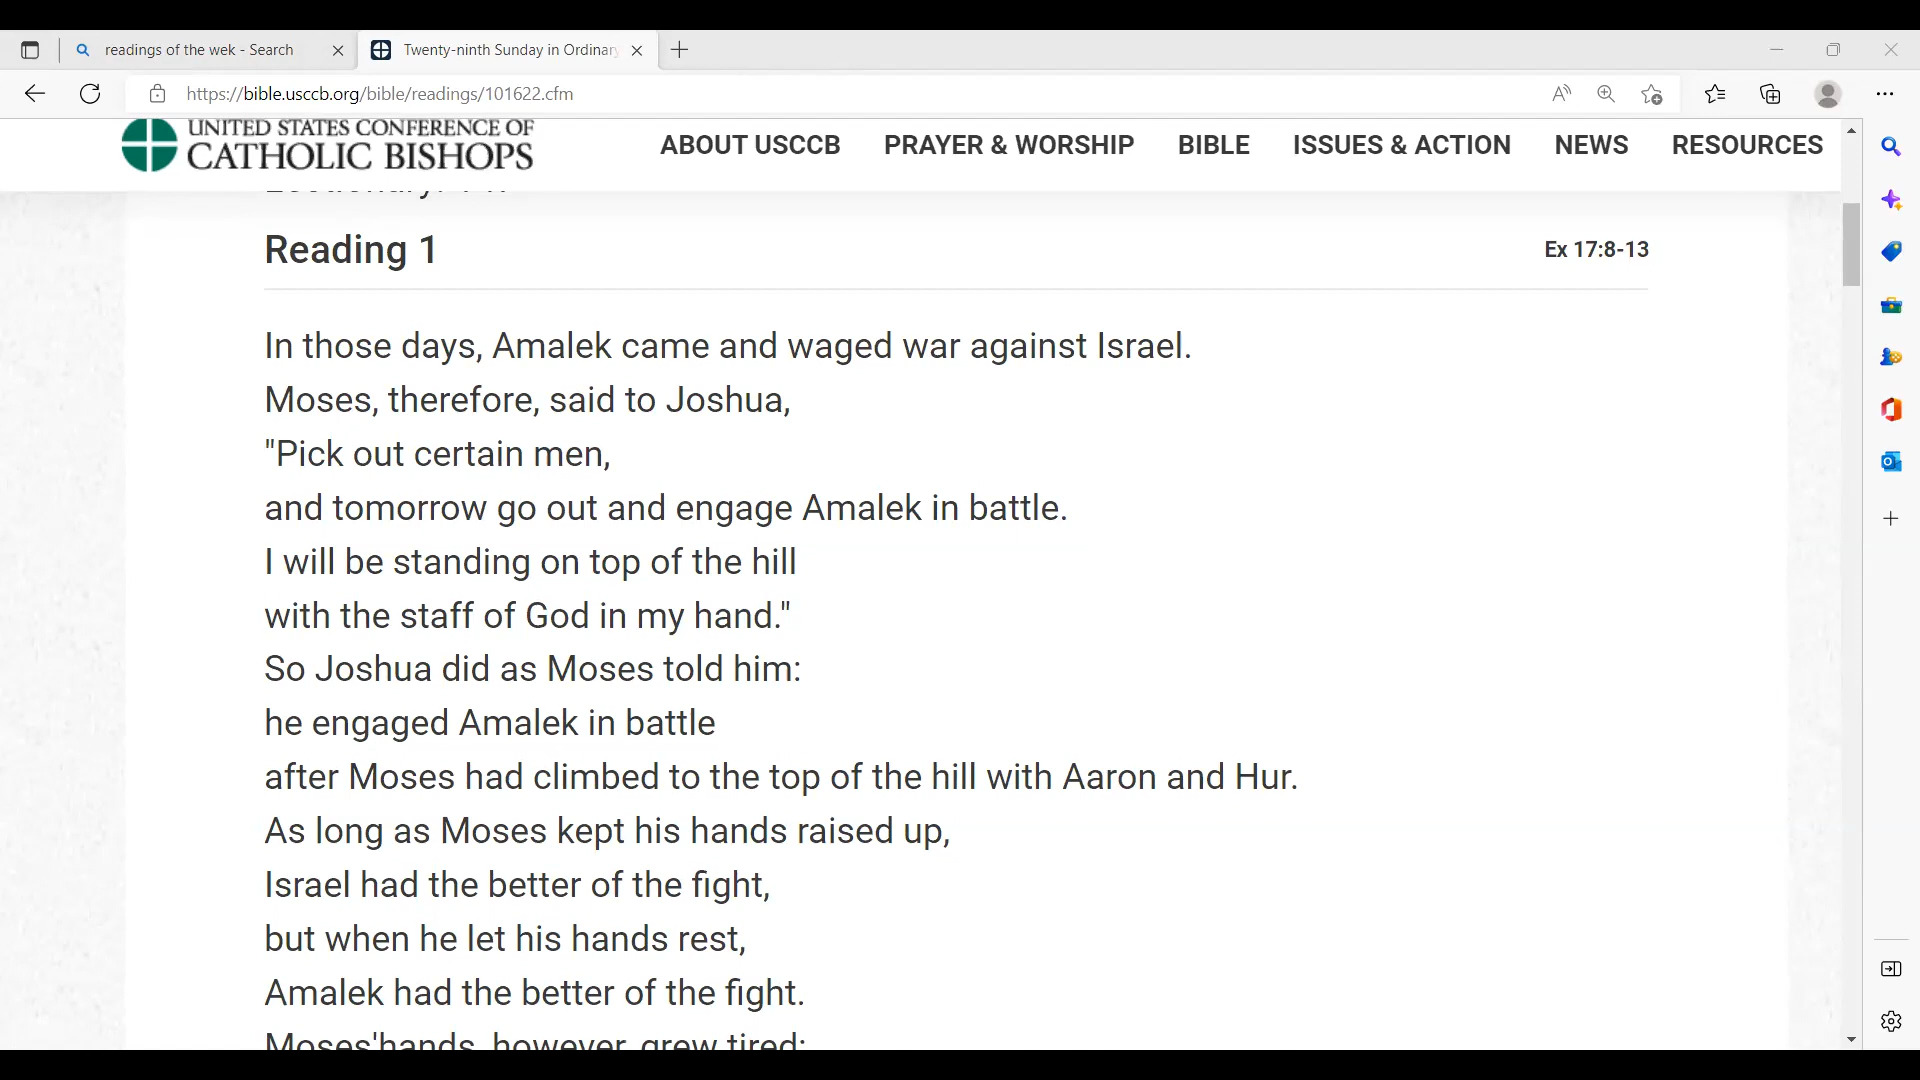 readings of the wek - Search
Twenty-ninth Sunday in Ordinar
https://bible.usccb.org/bible/readings/101622.cfm
UNITED STATES CONFERENCE OF
CATHOLIC BISHOPS
ABOUT USCCB PRAYER & WORSHIP BIBLE ISSUES & ACTION NEWS RESOURCES
Reading 1
Ex 17:8-13
In those days, Amalek came and waged war against Israel.
Moses, therefore, said to Joshua,
"Pick out certain men,
and tomorrow go out and engage Amalek in battle.
I will be standing on top of the hill
with the staff of God in my hand."
So Joshua did as Moses told him:
he engaged Amalek in battle
after Moses had climbed to the top of the hill with Aaron and Hur.
As long as Moses kept his hands raised up,
Israel had the better of the fight,
but when he let his hands rest,
Amalek had the better of the fight.
Moses'hands, however, grew tired;